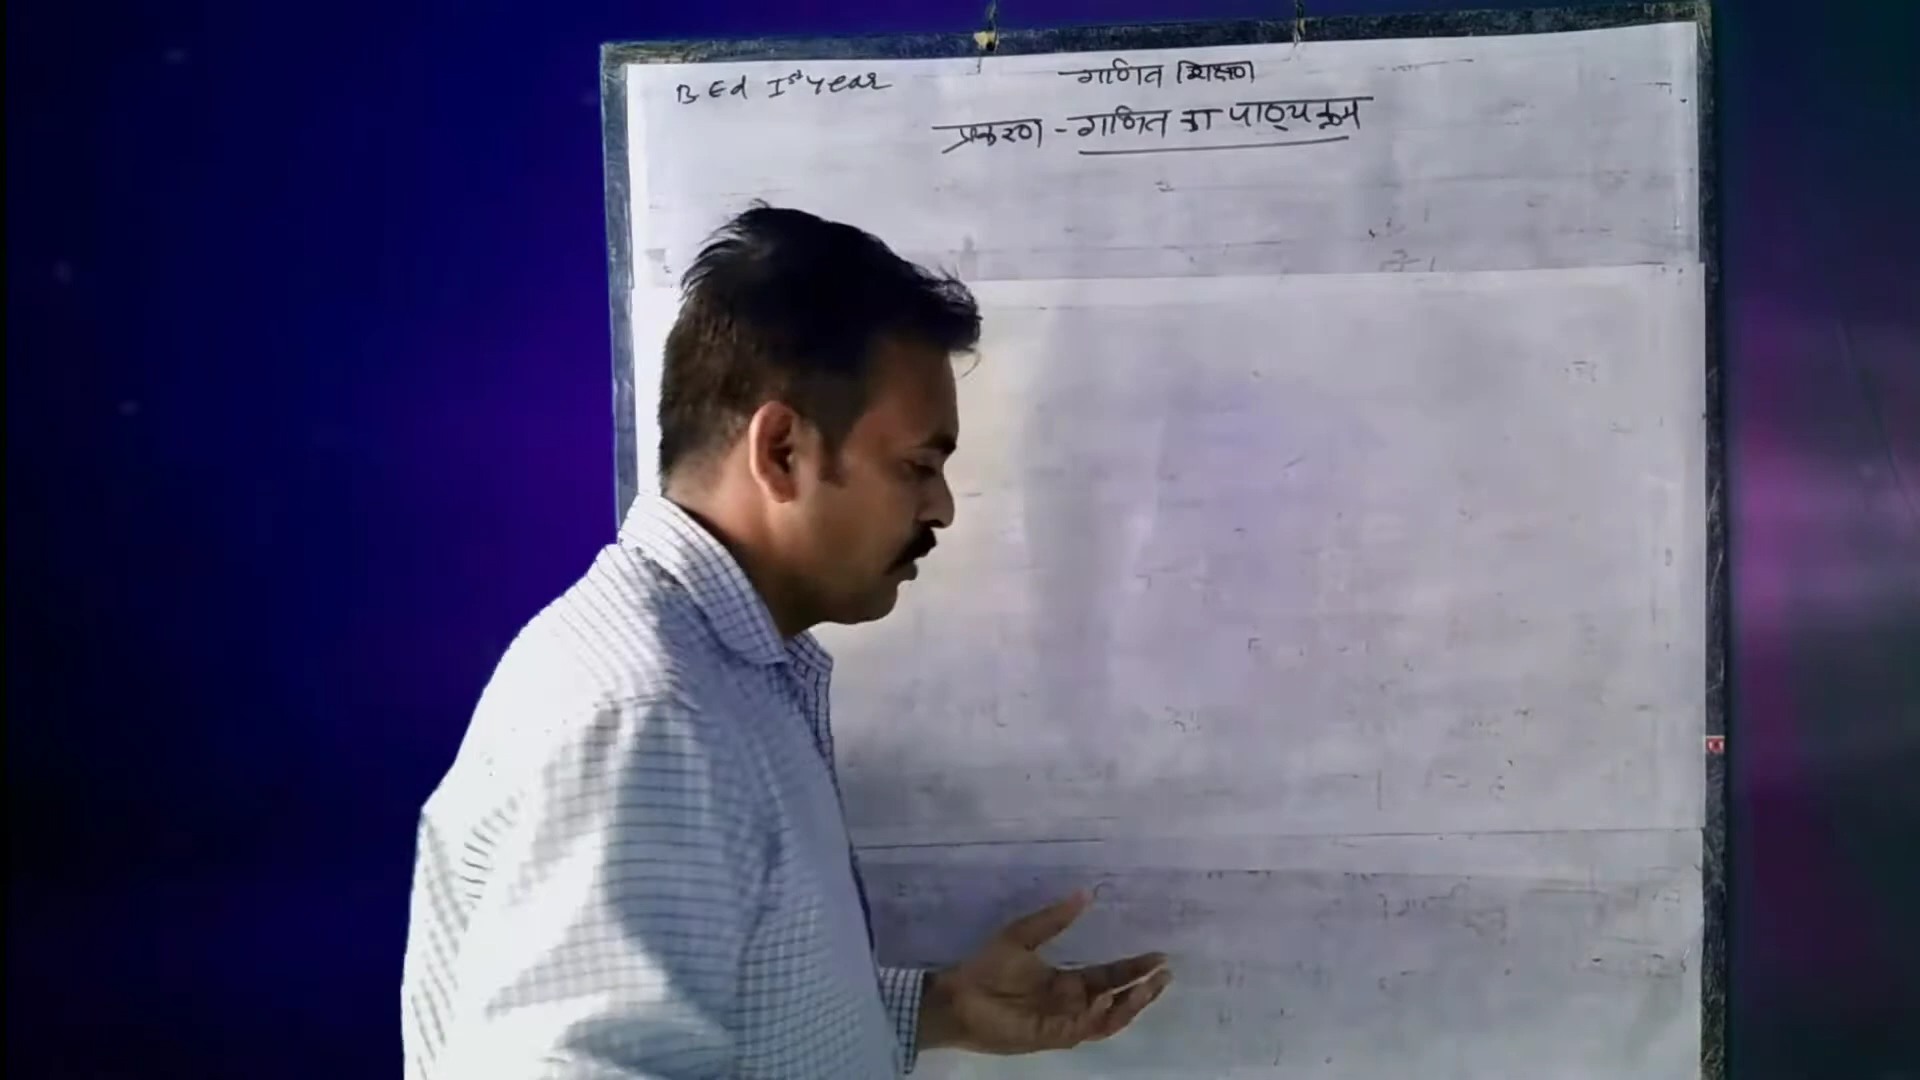 B Ed Ist Year
गणित शिक्षण
प्रकरण - गणित का पाठ्यक्रम